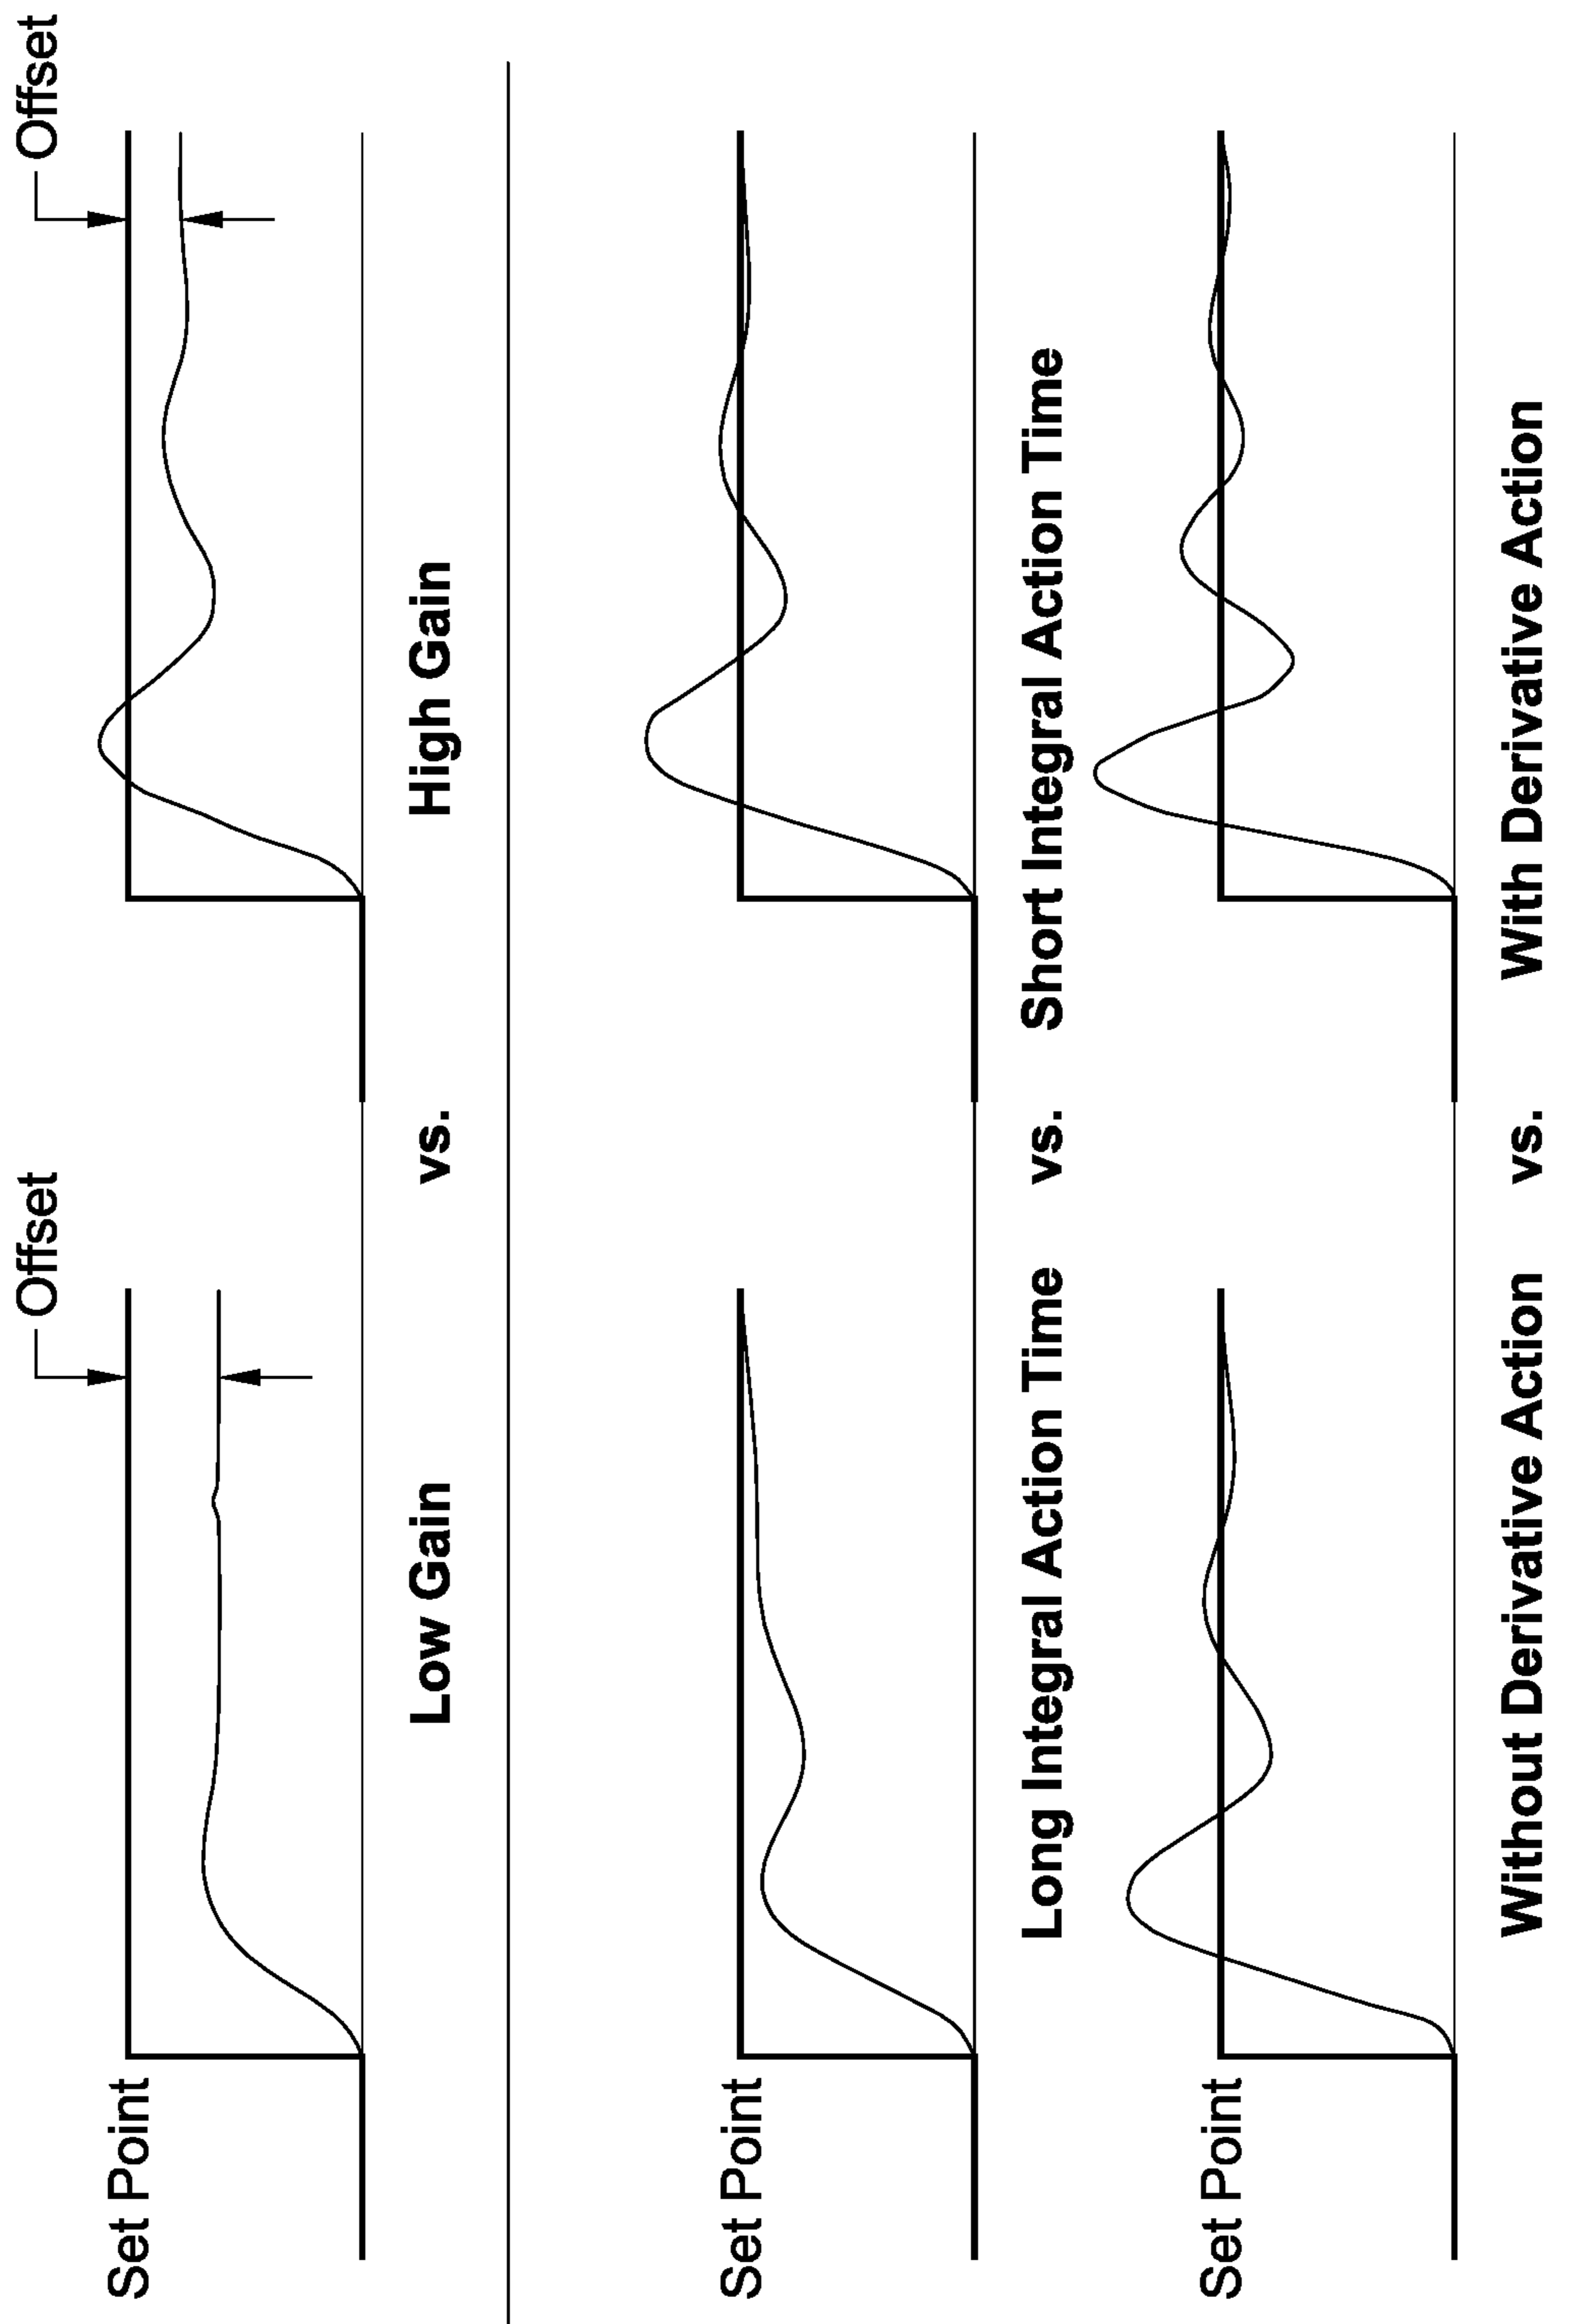 Offset Offset
Set Point
Low Gain vs. High Gain
Set Point
Long Integral Action Time vs. Short Integral Action Time
Set Point
Without Derivative Action vs. With Derivative Action